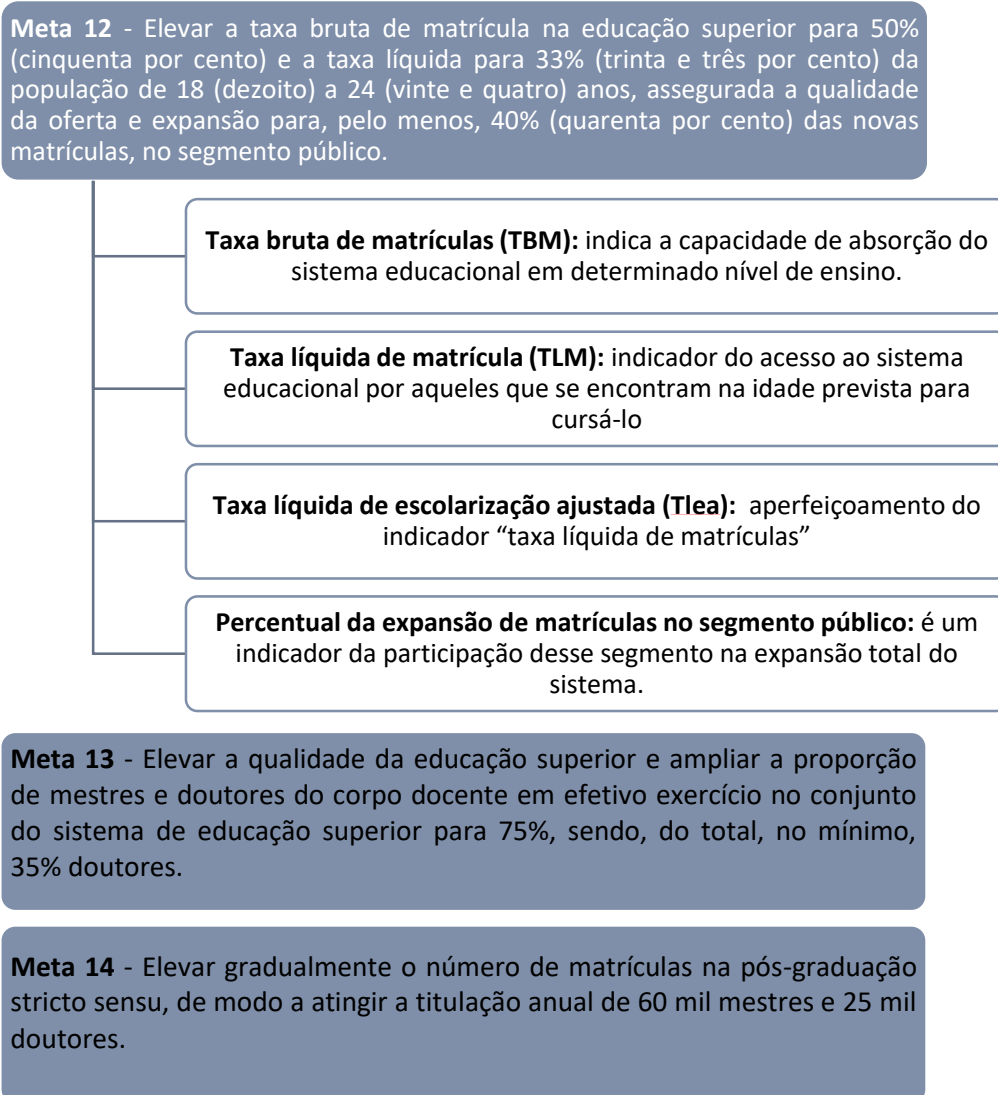 Meta 12 - Elevar a taxa bruta de matrícula na educação superior para 50%
(cinquenta por cento) e a taxa líquida para 33% (trinta e três por cento) da
população de 18 (dezoito) a 24 (vinte e quatro) anos, assegurada a qualidade
da oferta e expansão para, pelo menos, 40% (quarenta por cento) das novas
matrículas, no segmento público.
Taxa bruta de matrículas (TBM): indica a capacidade de absorção do
sistema educacional em determinado nível de ensino.
Taxa líquida de matrícula (TLM): indicador do acesso ao sistema
educacional por aqueles que se encontram na idade prevista para
cursá-lo
Taxa líquida de escolarização ajustada (Tlea): aperfeiçoamento do
indicador “taxa líquida de matrículas”
Percentual da expansão de matrículas no segmento público: é um
indicador da participação desse segmento na expansão total do
sistema.
Meta 13 - Elevar a qualidade da educação superior e ampliar a proporção
de mestres e doutores do corpo docente em efetivo exercício no conjunto
do sistema de educação superior para 75%, sendo, do total, no mínimo,
35% doutores.
Meta 14 - Elevar gradualmente o número de matrículas na pós-graduação
stricto sensu, de modo a atingir a titulação anual de 60 mil mestres e 25 mil
doutores.